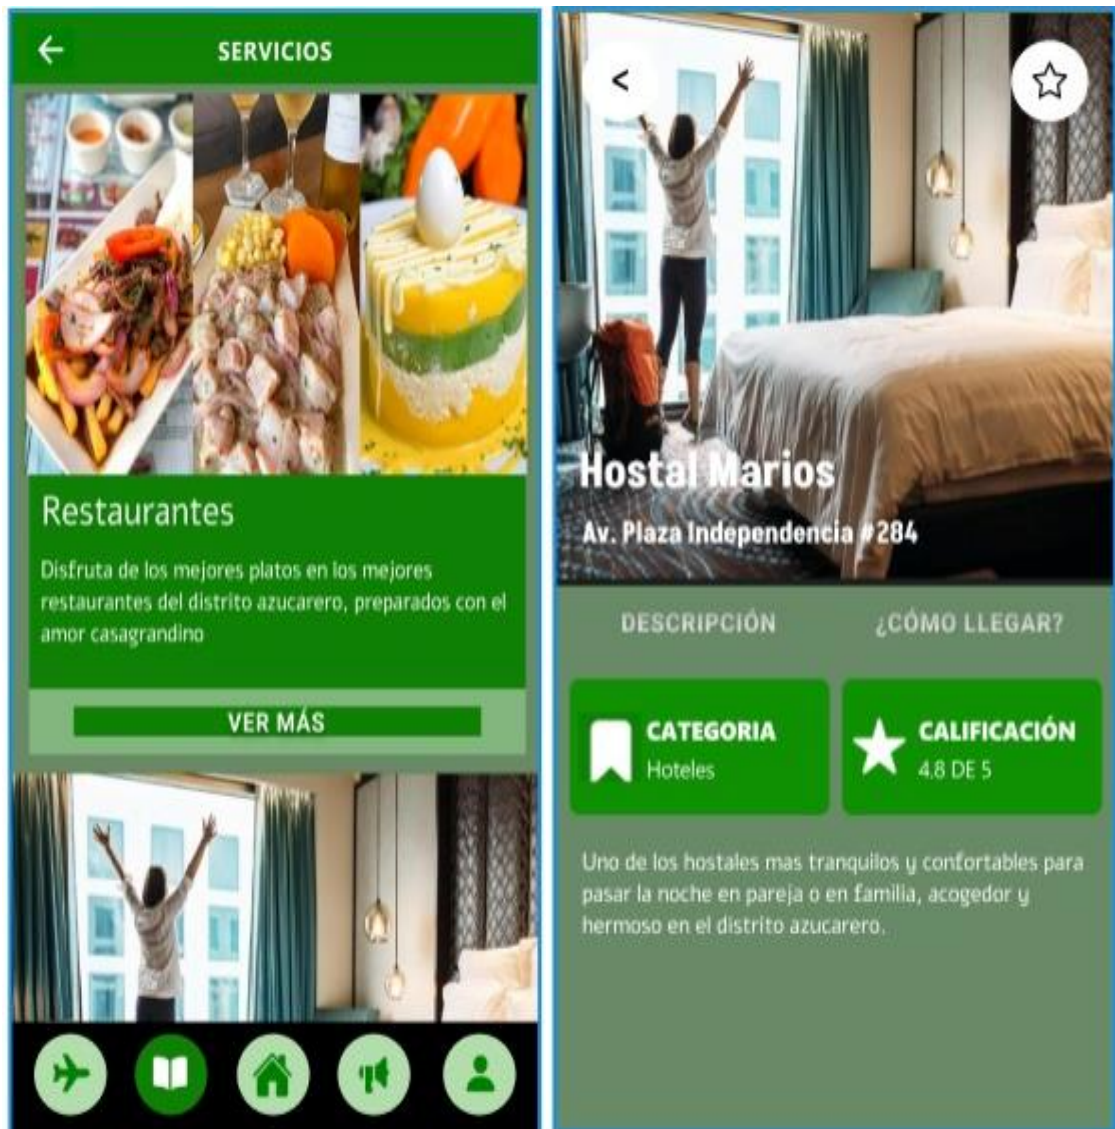 SERVICIOS
Restaurantes
Disfruta de los mejores platos en los mejores
restaurantes del distrito azucarero, preparados con el
amor casagrandino
VER MÁS
<
Hostal Marios
Av. Plaza Independencia #284
DESCRIPCIÓN
¿CÓMO LLEGAR?
CATEGORIA
Hoteles
CALIFICACIÓN
4.8 DE 5
Uno de los hostales mas tranquilos y confortables para
pasar la noche en pareja o en familia, acogedor y
hermoso en el distrito azucarero.